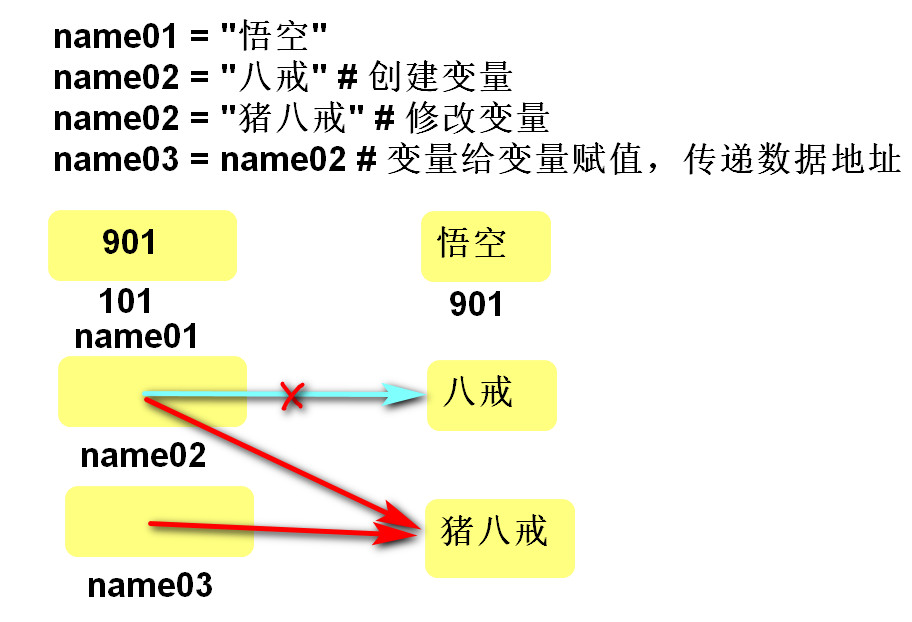 name01 = "悟空"
name02 = "八戒" # 创建变量
name02 = "猪八戒" # 修改变量
name03 = name02 # 变量给变量赋值，传递数据地址
901
悟空
101
901
name01
八戒
name02
猪八戒
name03